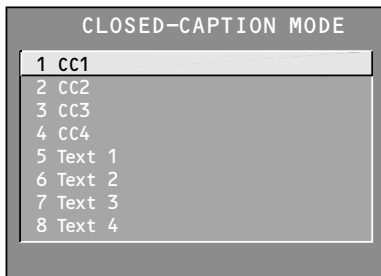 CLOSED-CAPTION MODE
1 CC1
2 CC2
3 CC3
4 CC4
5 Text 1
6 Text 2
7 Text 3
8 Text 4